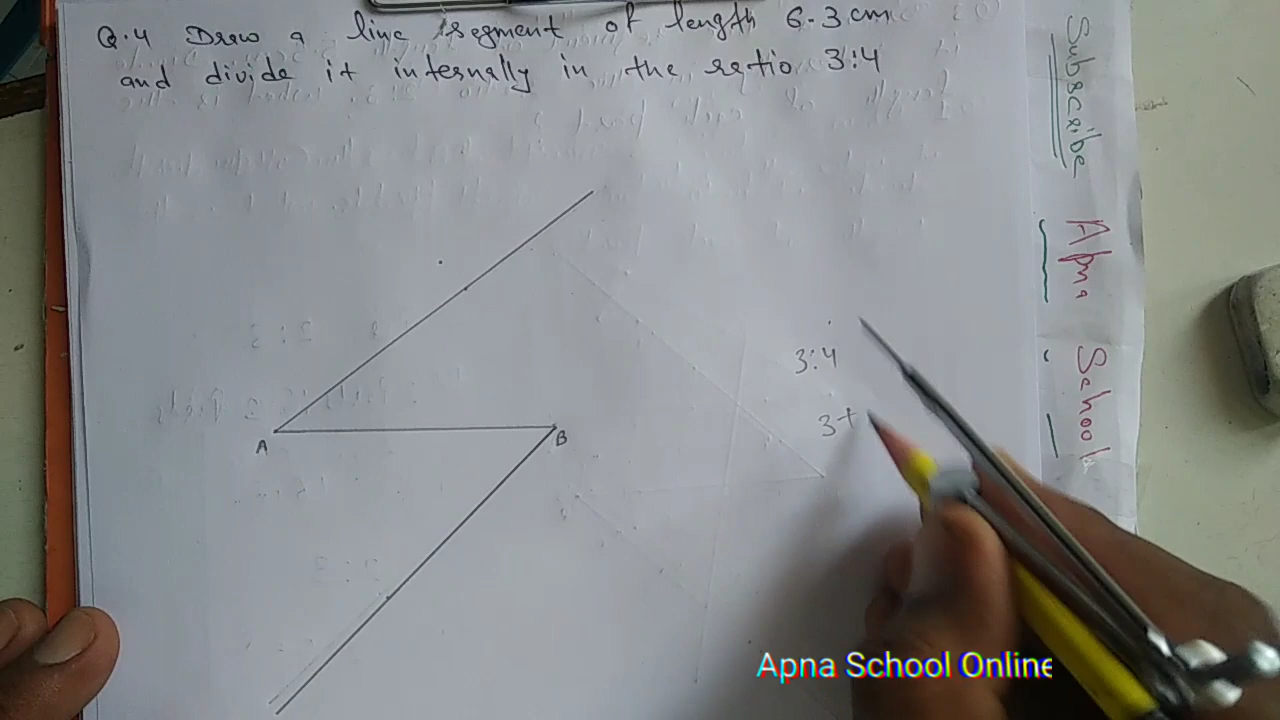 Q.4 Draw a line segment of length 6.3 cm
and divide it internally in the ratio 3:4
A
B
3:4
3+
Subscribe Apna School
Apna School Online